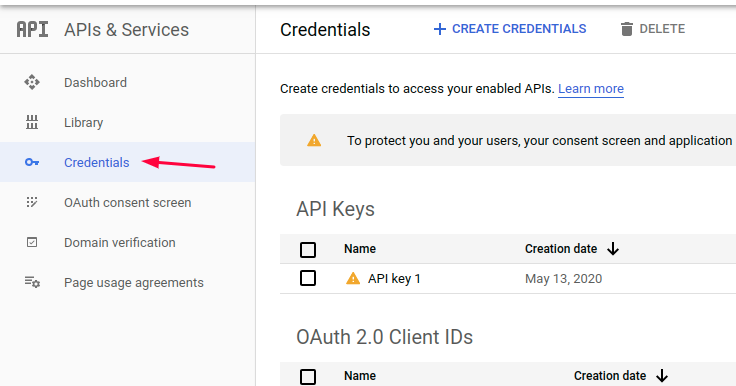 API APIs & Services
Dashboard
Library
Credentials
OAuth consent screen
Domain verification
Page usage agreements
Credentials CREATE CREDENTIALS DELETE
Create credentials to access your enabled APIs. Learn more
To protect you and your users, your consent screen and application
API Keys
Name Creation date
API key 1 May 13, 2020
OAuth 2.0 Client IDs
Name Creation date